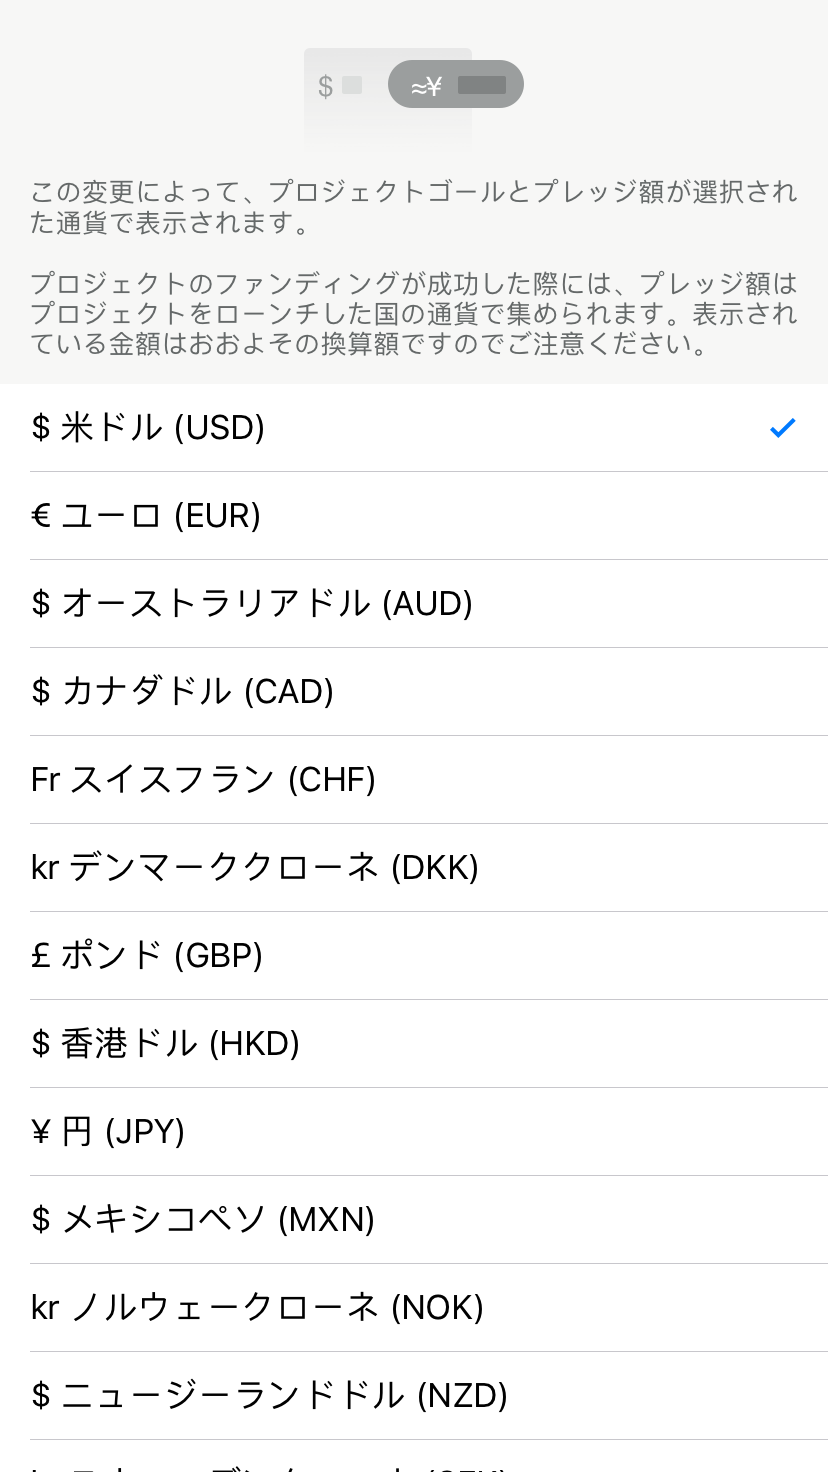 $
≈¥
この変更によって、プロジェクトゴールとプレッジ額が選択され
た通貨で表示されます。
プロジェクトのファンディングが成功した際には、プレッジ額は
プロジェクトをローンチした国の通貨で集められます。表示され
ている金額はおおよその換算額ですのでご注意ください。
$ 米ドル (USD)
€ ユーロ (EUR)
$ オーストラリアドル (AUD)
$ カナダドル (CAD)
Fr スイスフラン (CHF)
kr デンマーククローネ (DKK)
£ ポンド (GBP)
$ 香港ドル (HKD)
¥ 円 (JPY)
$ メキシコペソ (MXN)
kr ノルウェークローネ (NOK)
$ ニュージーランドドル (NZD)